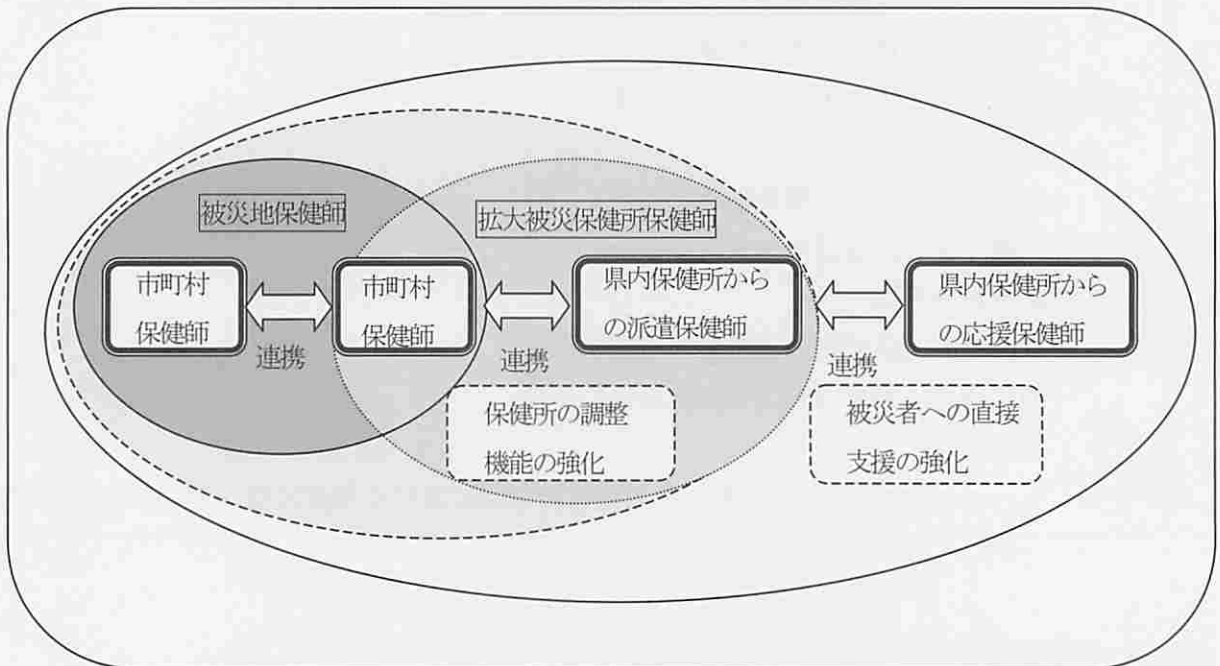 被災地保健師
拡大被災保健所保健師
市町村
保健師
連携
市町村
保健師
連携
県内保健所から
の派遣保健師
連携
県内保健所から
の応援保健師
保健所の調整
機能の強化
被災者への直接
支援の強化